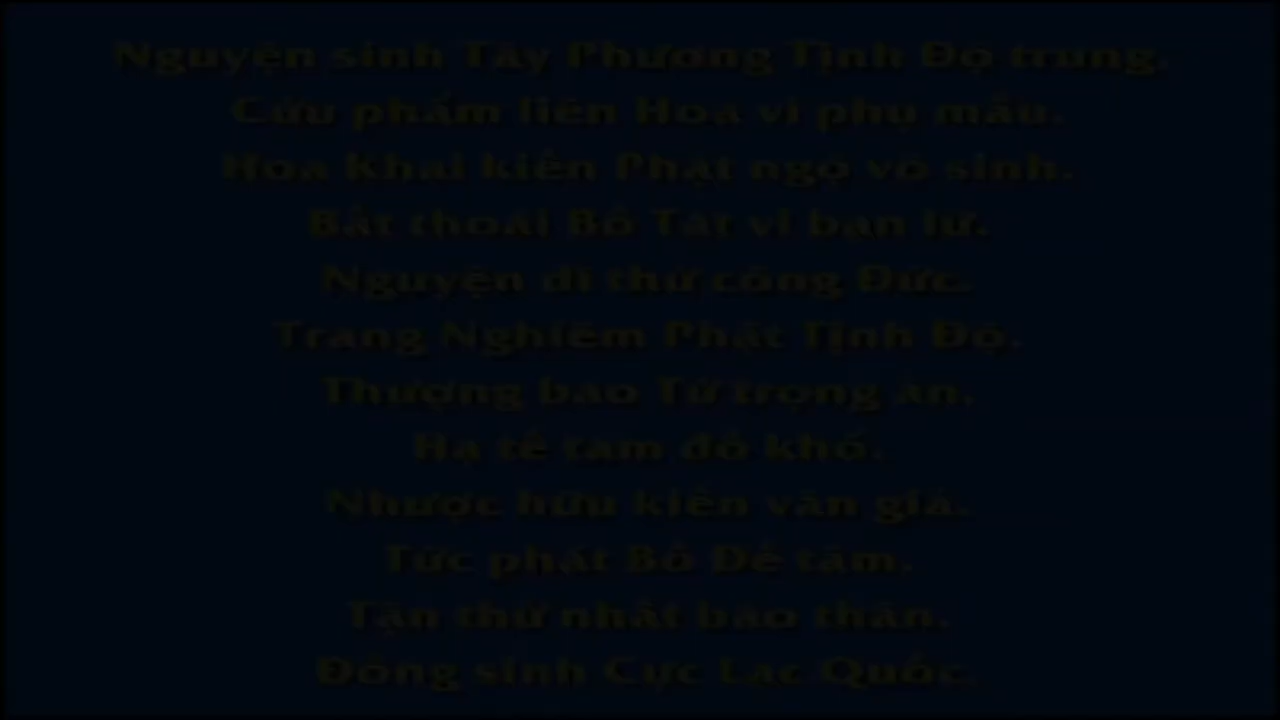 Nguyện sinh Tây Phương Tịnh Độ trung.
Cửu phẩm liên Hoa vi phụ mẫu.
Hoa Khai kiến Phật ngộ vô sinh.
Bất thoái Bồ Tát vi bạn lữ.
Nguyện dĩ thử công Đức.
Trang Nghiêm Phật Tịnh Độ.
Thượng báo Tứ trọng ân.
Hạ tế tam đồ khổ.
Nhược hữu kiến văn giả.
Tức phát Bồ Đề tâm.
Tận thử nhất báo thân.
Đồng sinh Cực Lạc Quốc.